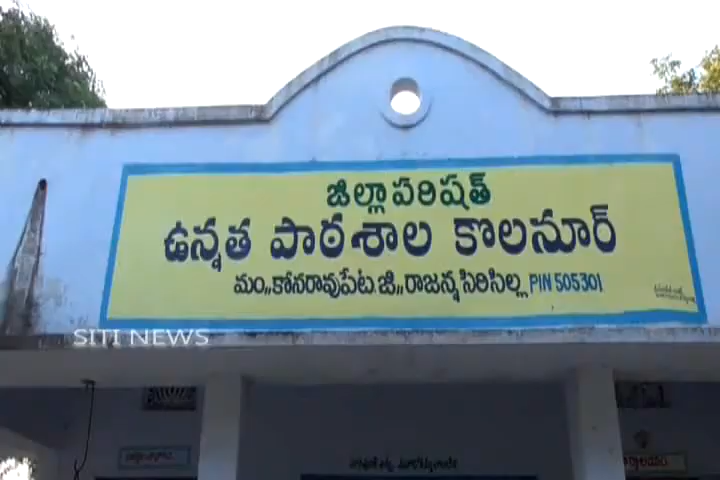 జిల్లా పరిషత్
ఉన్నత పాఠశాల కొలనూర్
మం,,కోనరావుపేట జి,,రాజన్న సిరిసిల్ల PIN 505301
SITI NEWS